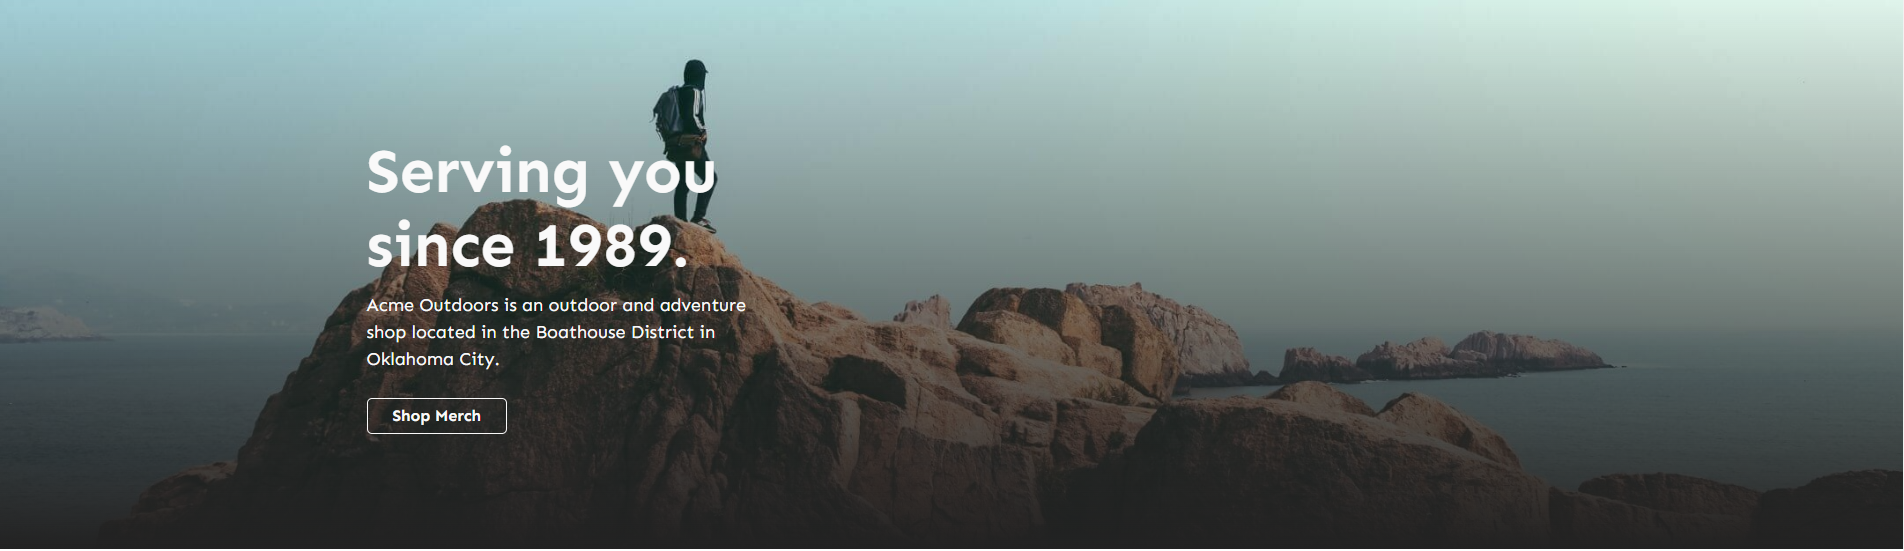 Serving you
since 1989.
Acme Outdoors is an outdoor and adventure
shop located in the Boathouse District in
Oklahoma City.
Shop Merch